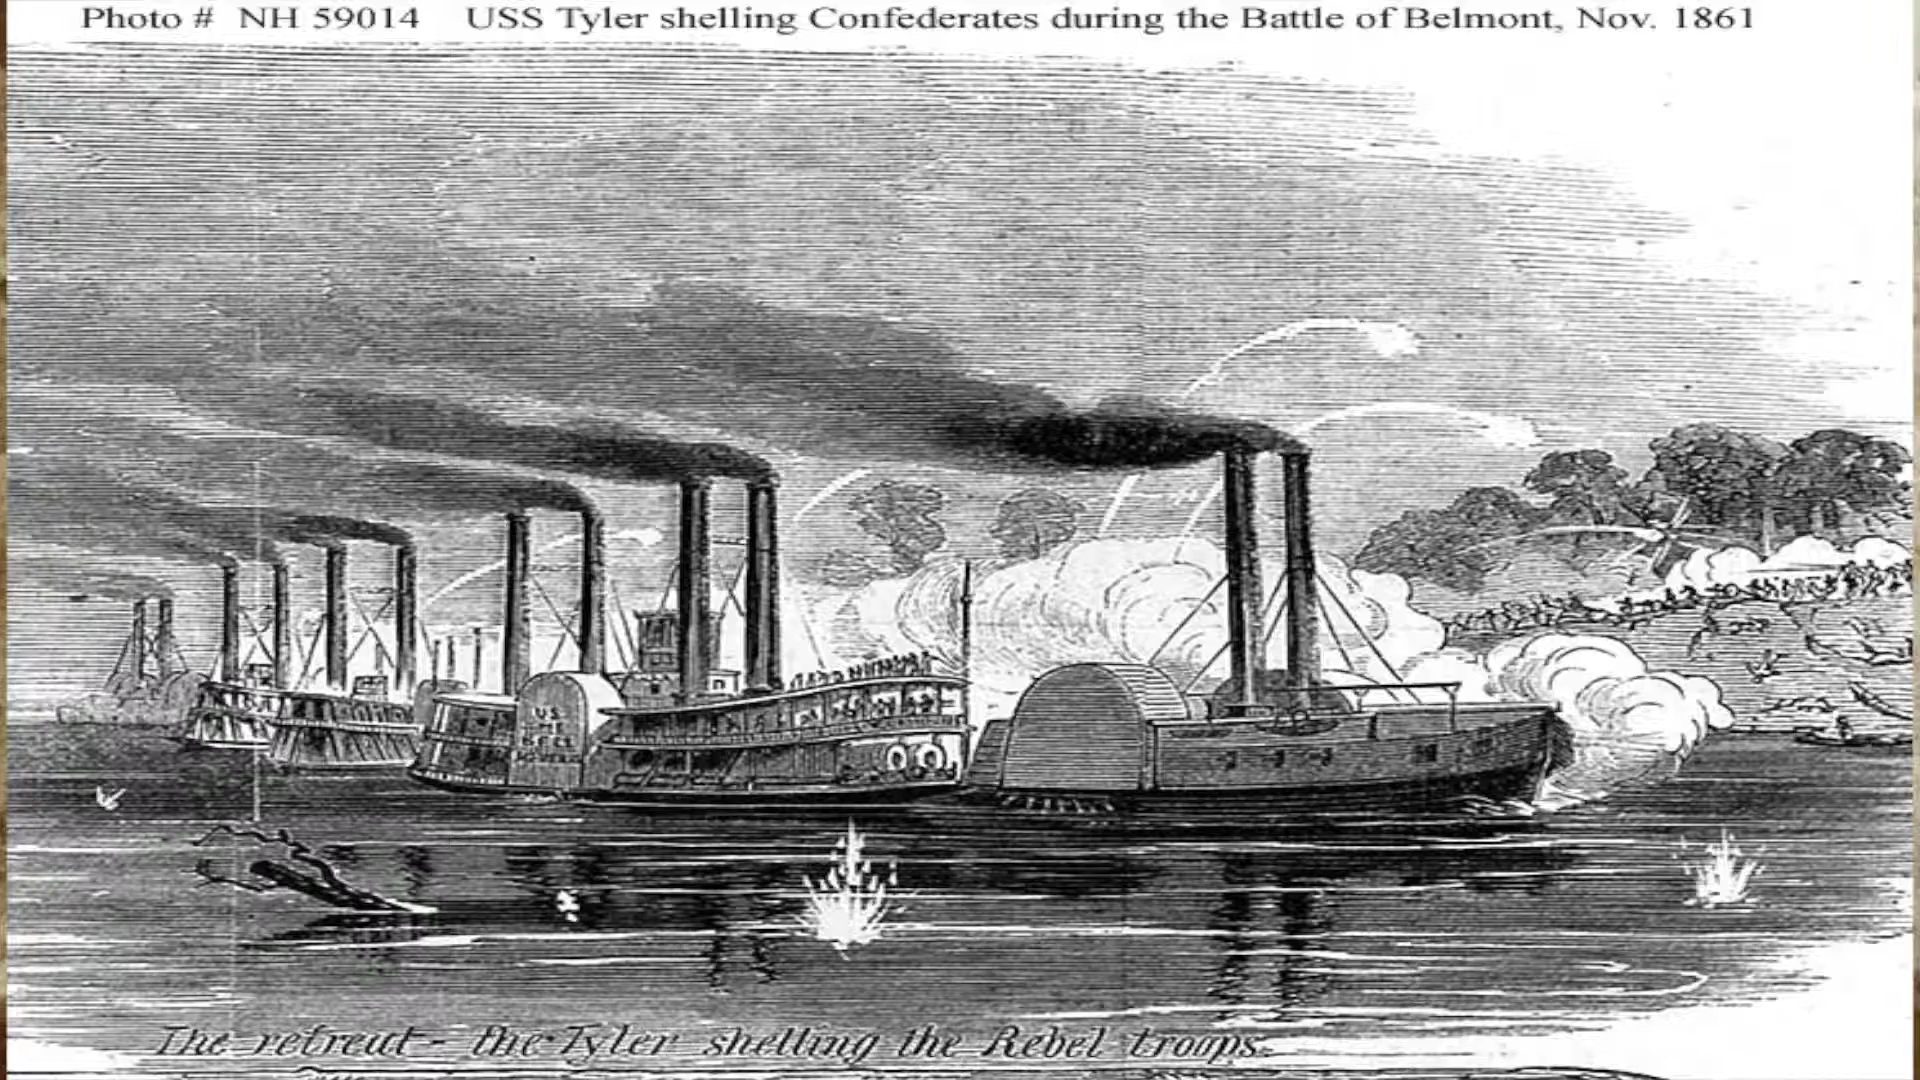 Photo # NH 59014 USS Tyler shelling Confederates during the Battle of Belmont, Nov. 1861
U.S.
MAIL
The retreat - the Tyler shelling the Rebel troops.